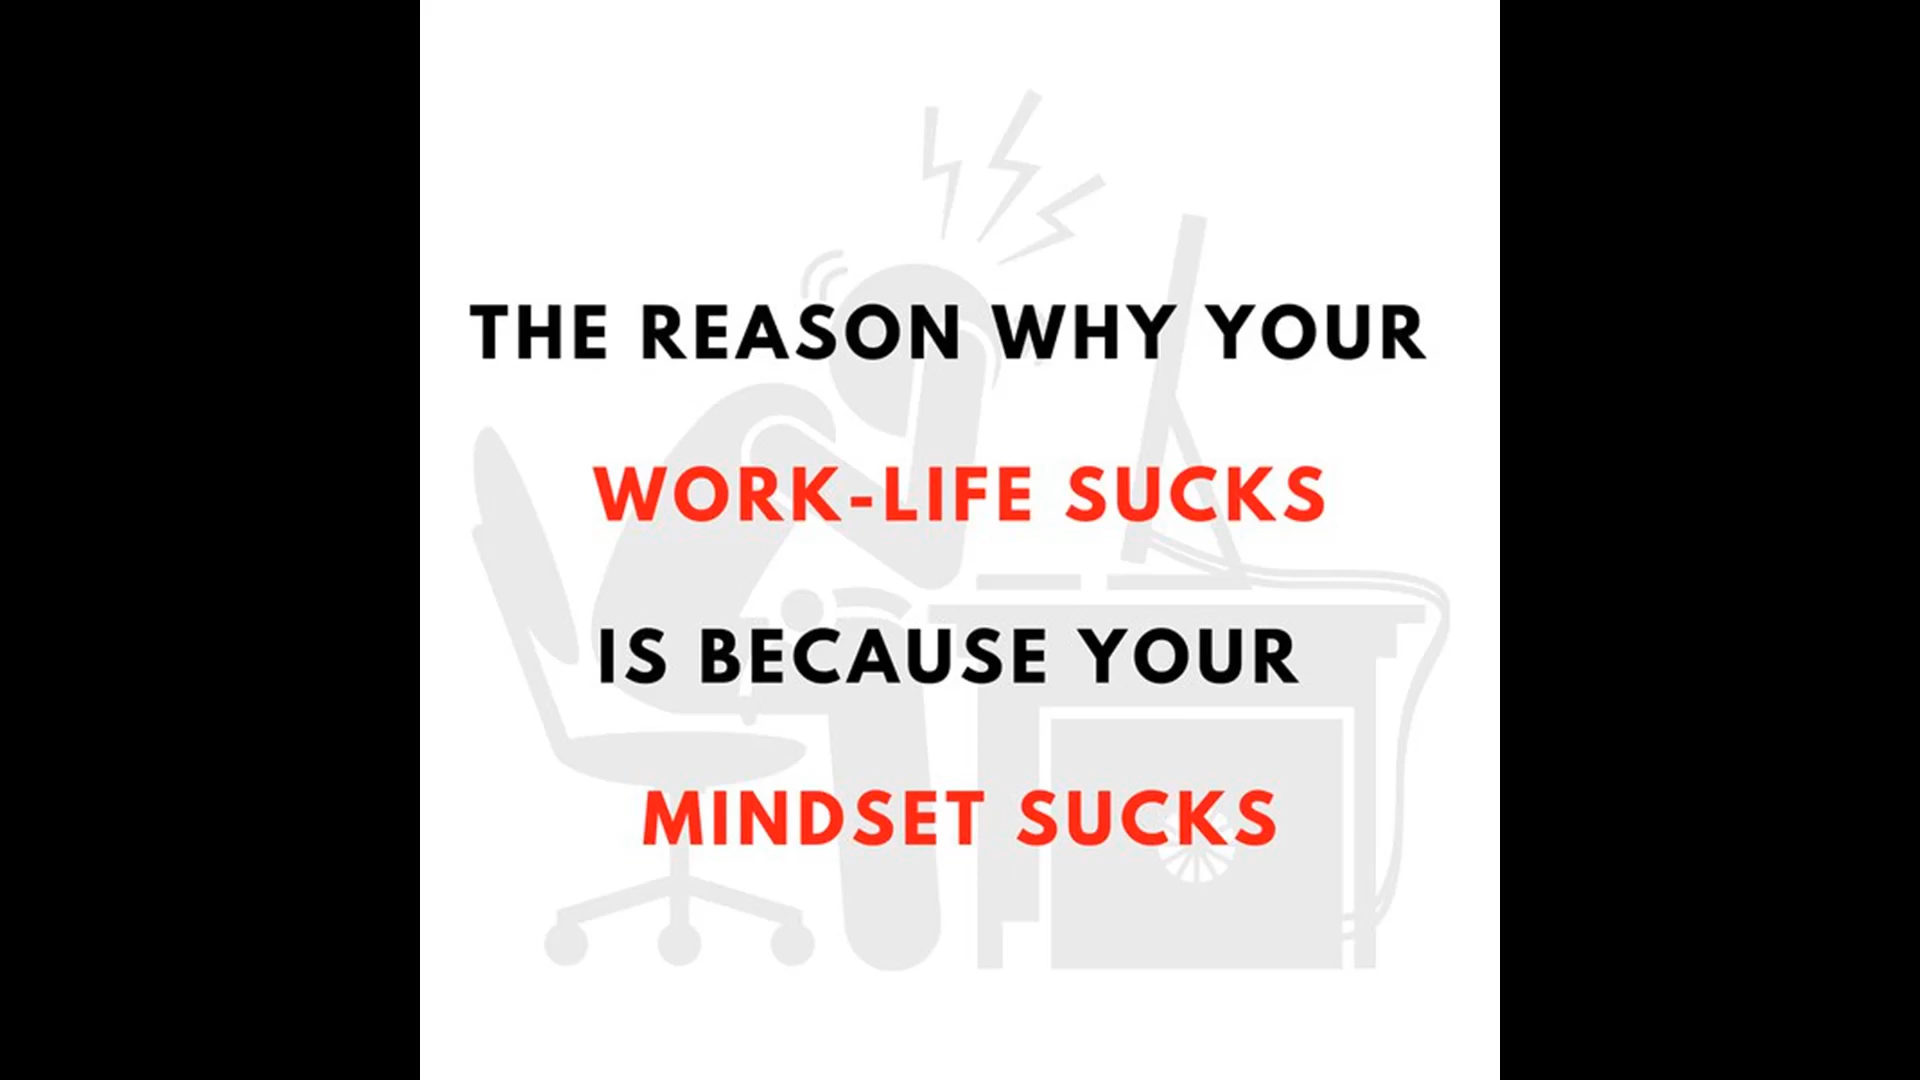 THE REASON WHY YOUR
WORK-LIFE SUCKS
IS BECAUSE YOUR
MINDSET SUCKS